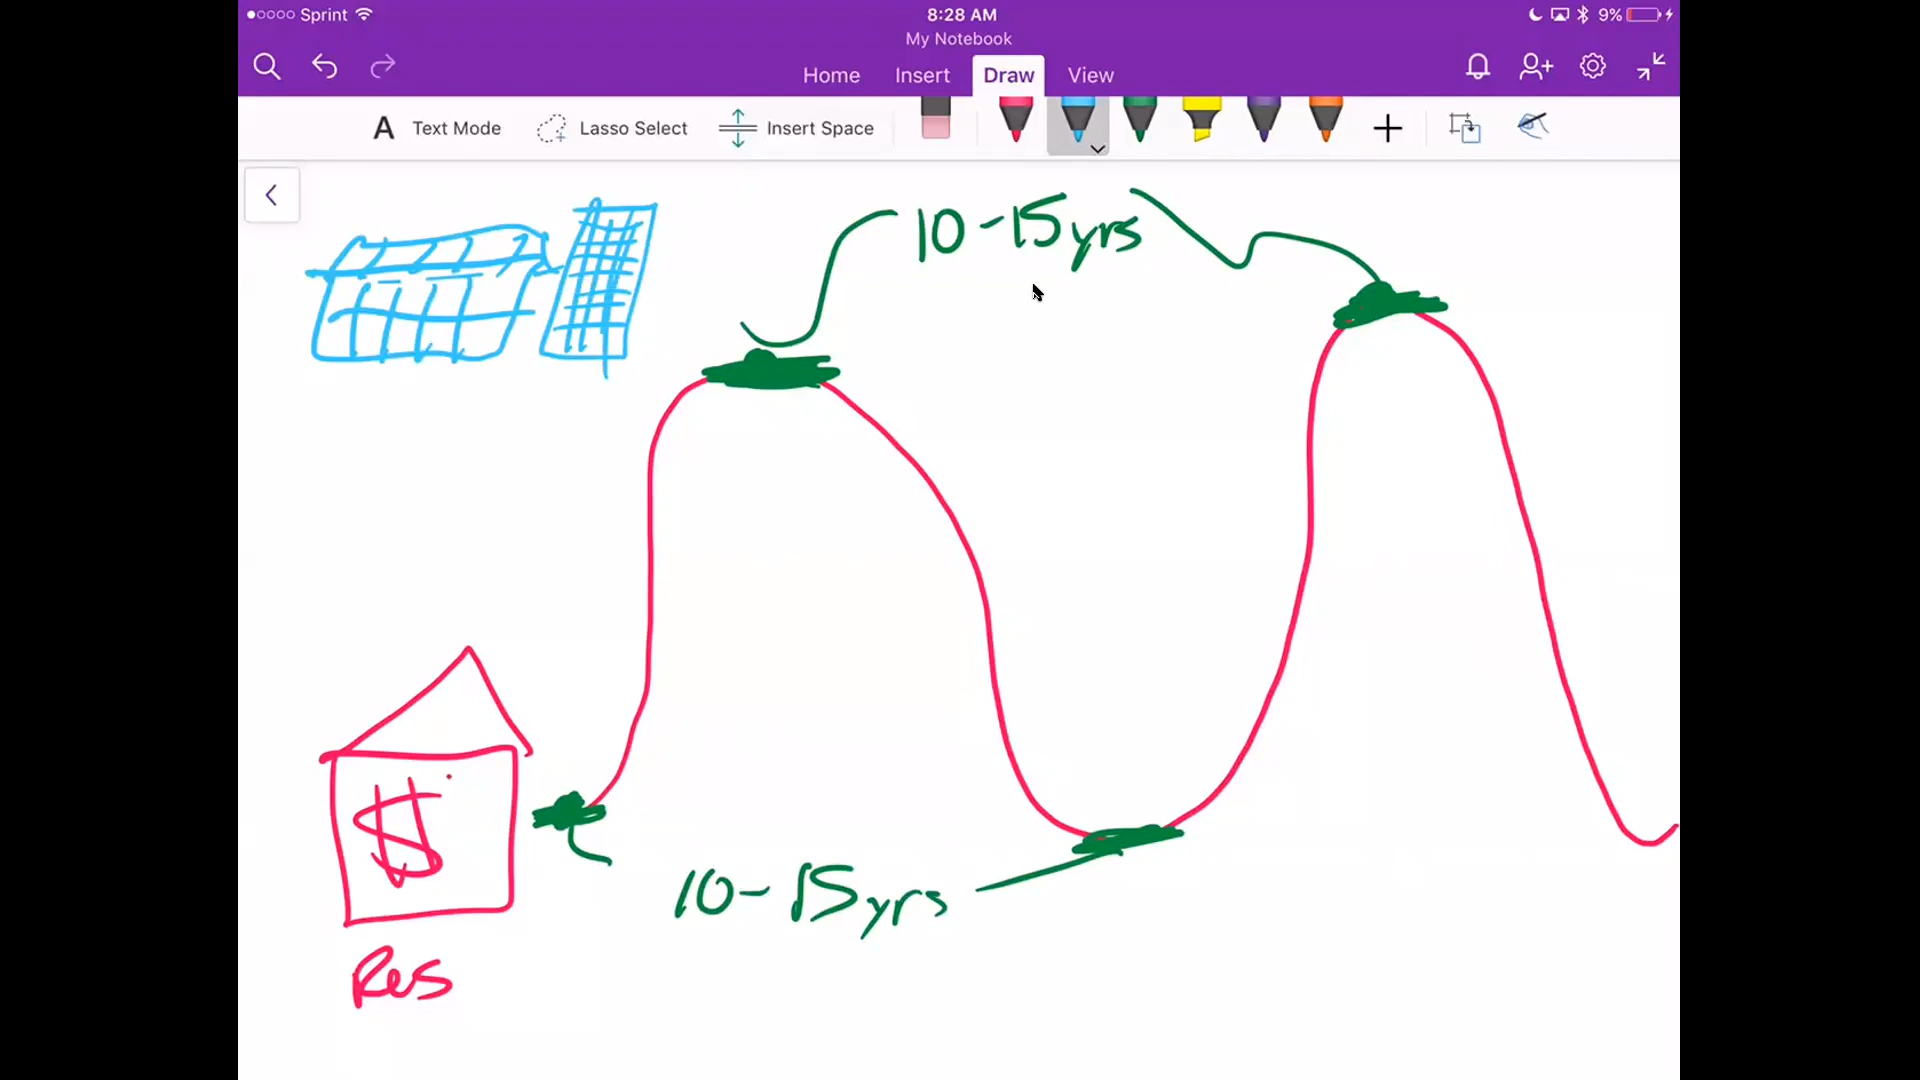 Sprint 8:28 AM 9%
My Notebook
Home Insert Draw View
A Text Mode Lasso Select Insert Space
10-15yrs
$
10-15yrs
Res